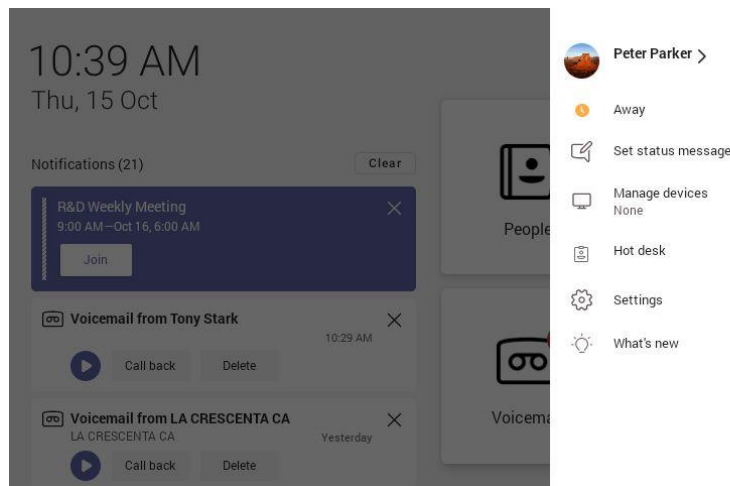 10:39 AM
Thu, 15 Oct
Notifications (21)
Clear
R&D Weekly Meeting
9:00 AM—Oct 16, 6:00 AM
Join
Voicemail from Tony Stark
10:29 AM
Call back
Delete
Voicemail from LA CRESCENTA CA
LA CRESCENTA CA
Yesterday
Call back
Delete
People
Voicema
Peter Parker
Away
Set status message
Manage devices
None
Hot desk
Settings
What's new